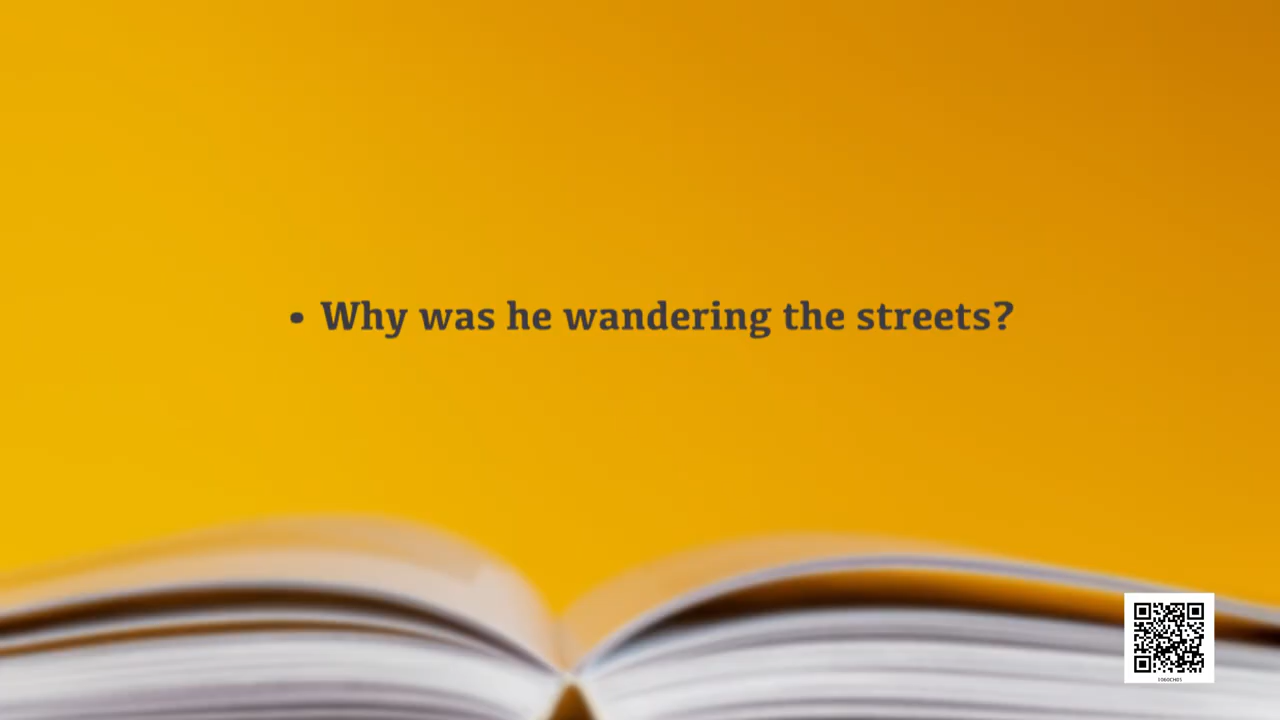 • Why was he wandering the streets?